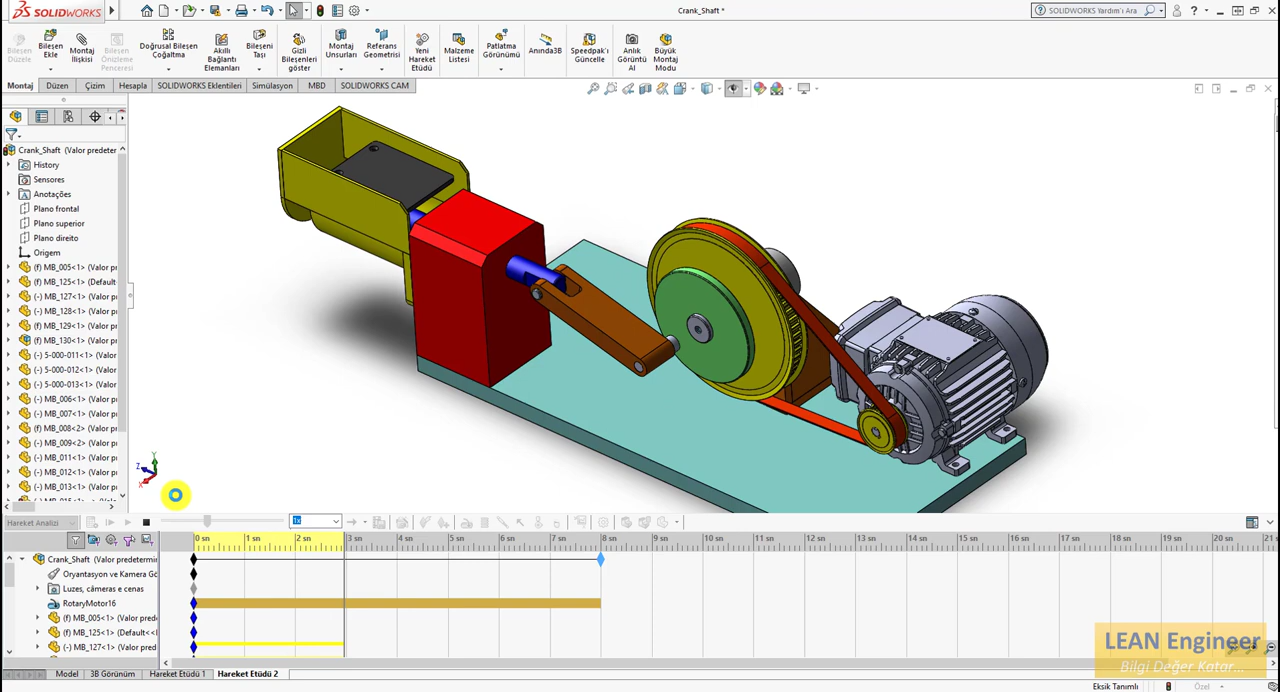 SOLIDWORKS
Crank_Shaft *
SOLIDWORKS Yardım'ı Ara
Bileşen Düzele
Bileşen Ekle
Montaj İlişkisi
Bileşen Önizleme Penceresi
Doğrusal Bileşen Çoğaltma
Akıllı Bağlantı Elemanları
Bileşeni Taşı
Gizli Bileşenleri göster
Montaj Unsurları
Referans Geometrisi
Yeni Hareket Etüdü
Malzeme Listesi
Patlatma Görünümü
Anında3B
Speedpak'i Güncelle
Anlık Görüntü Al
Büyük Montaj Modu
Montaj
Düzen
Çizim
Hesapla
SOLIDWORKS Eklentileri
Simülasyon
MBD
SOLIDWORKS CAM
Crank_Shaft (Valor predeter
History
Sensores
Anotações
Plano frontal
Plano superior
Plano direito
Origem
(f) MB_005<1> (Valor pr
(f) MB_125<1> (Default
(-) MB_127<1> (Valor pr
(-) MB_128<1> (Valor pr
(f) MB_129<1> (Valor pr
(f) MB_130<1> (Valor pr
(-) 5-000-011<1> (Valor
(-) 5-000-012<1> (Valor
(-) 5-000-013<1> (Valor
(-) MB_006<1> (Valor pr
(-) MB_007<1> (Valor pr
(f) MB_008<2> (Valor pr
(-) MB_009<2> (Valor pr
(-) MB_011<1> (Valor pr
(-) MB_012<1> (Valor pr
(-) MB_013<1> (Valor pr
Y
Z
X
Hareket Analizi
1x
0 sn 1 sn 2 sn 3 sn 4 sn 5 sn 6 sn 7 sn 8 sn 9 sn 10 sn 11 sn 12 sn 13 sn 14 sn 15 sn 16 sn 17 sn 18 sn 19 sn 20 sn 21
Crank_Shaft (Valor predetermir
Oryantasyon ve Kamera Gö
Luzes, câmeras e cenas
RotaryMotor16
(f) MB_005<1> (Valor prede
(f) MB_125<1> (Default<<
(-) MB_127<1> (Valor pred
LEAN Engineer
Bilgi Değer Katar...
Model
3B Görünüm
Hareket Etüdü 1
Hareket Etüdü 2
Eksik Tanımlı
Özel